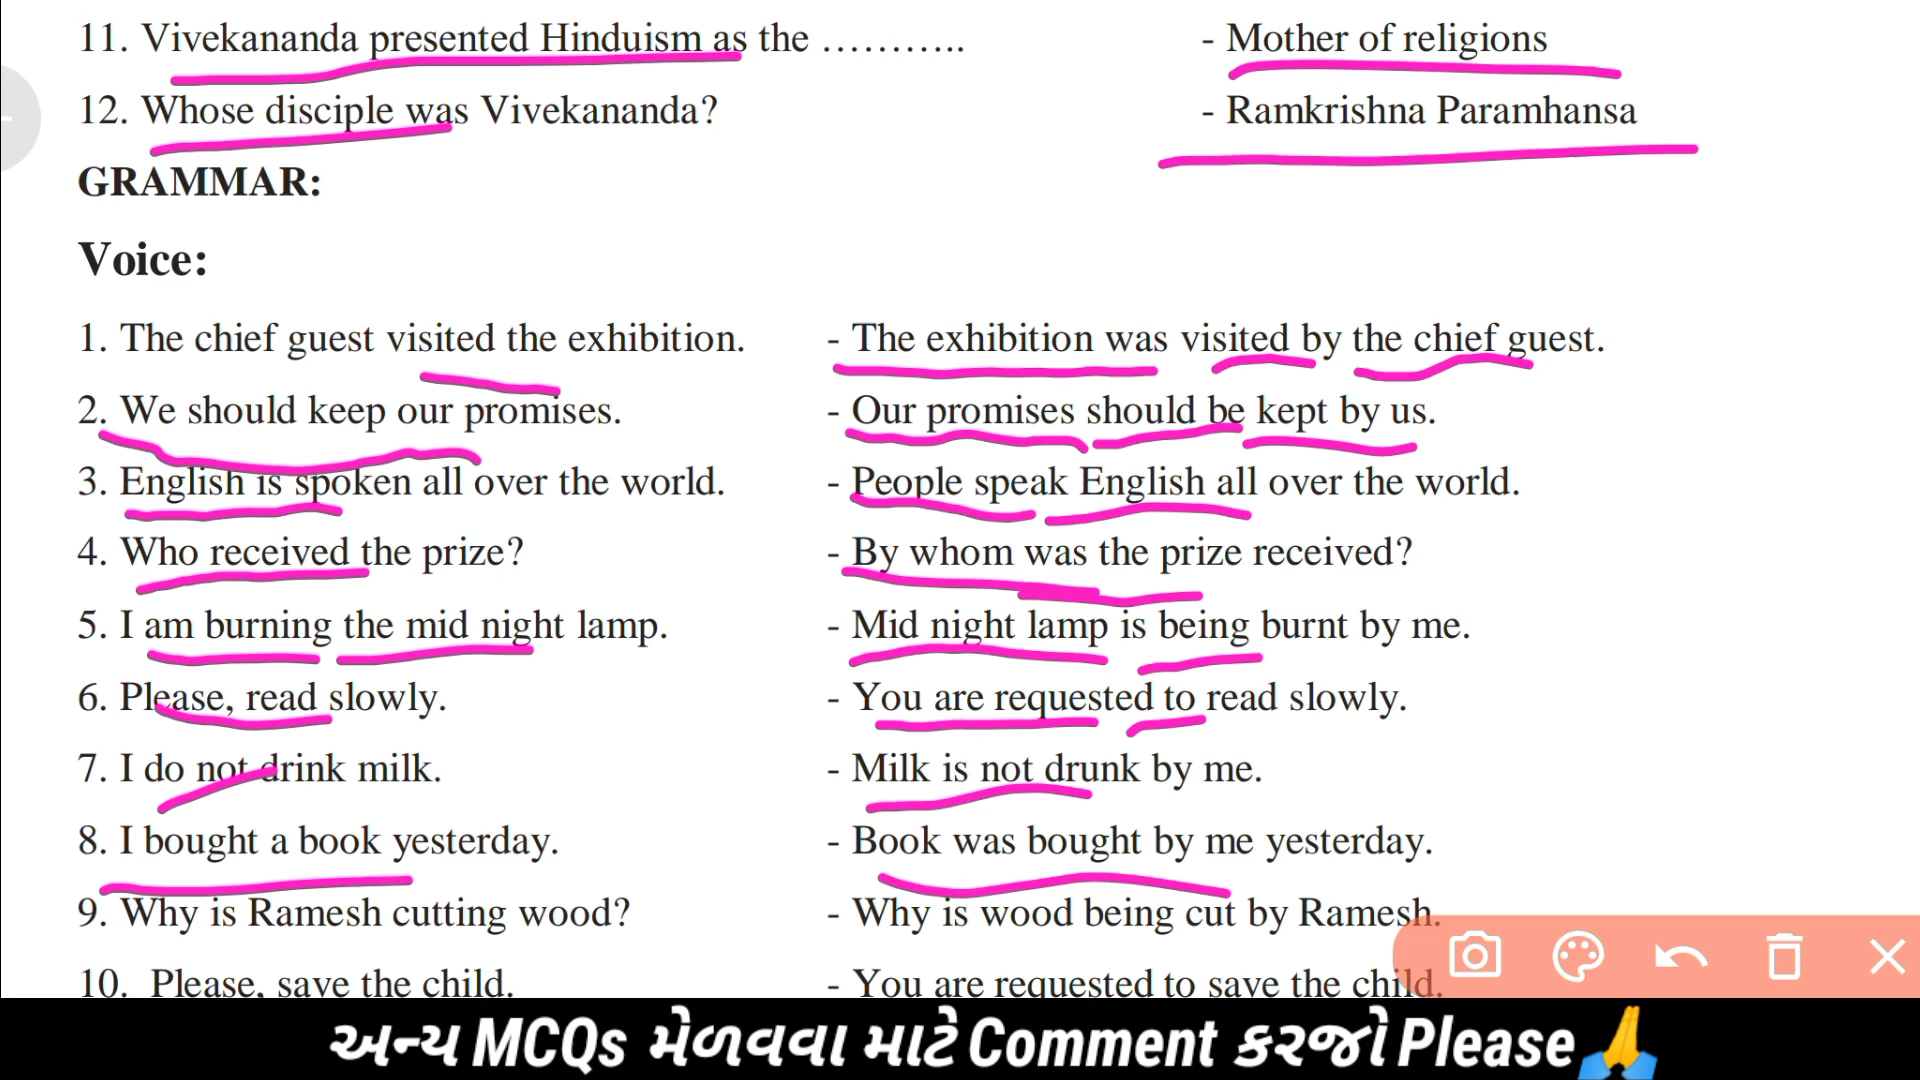 11. Vivekananda presented Hinduism as the ……….. - Mother of religions
12. Whose disciple was Vivekananda? - Ramkrishna Paramhansa
GRAMMAR:
Voice:
1. The chief guest visited the exhibition. - The exhibition was visited by the chief guest.
2. We should keep our promises. - Our promises should be kept by us.
3. English is spoken all over the world. - People speak English all over the world.
4. Who received the prize? - By whom was the prize received?
5. I am burning the mid night lamp. - Mid night lamp is being burnt by me.
6. Please, read slowly. - You are requested to read slowly.
7. I do not drink milk. - Milk is not drunk by me.
8. I bought a book yesterday. - Book was bought by me yesterday.
9. Why is Ramesh cutting wood? - Why is wood being cut by Ramesh.
10. Please, save the child. - You are requested to save the child.
અન્ય MCQs મેળવવા માટે Comment કરજો Please🙏